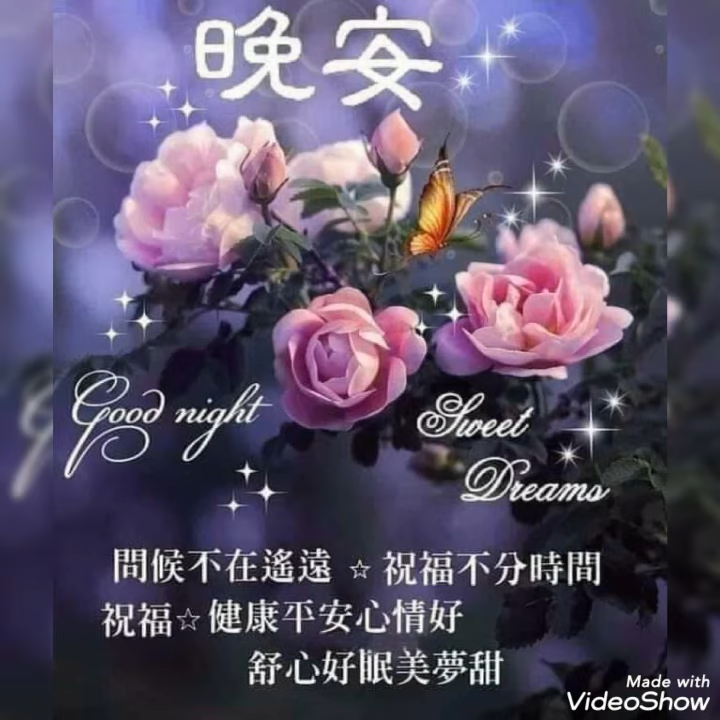 晚安
Good night
Sweet
Dreams
問候不在遙遠 ☆ 祝福不分時間
祝福☆健康平安心情好
舒心好眠美夢甜
Made with
VideoShow